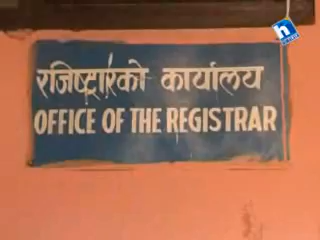 रजिष्ट्रारको कार्यालय
OFFICE OF THE REGISTRAR
h